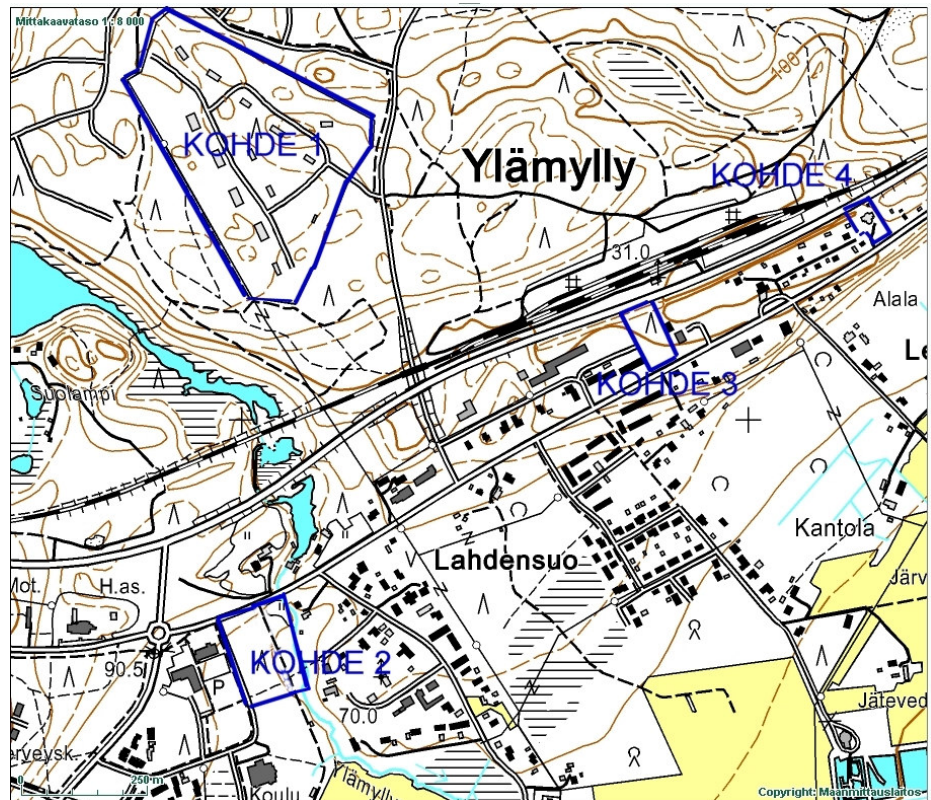 Mittakaavataso 1 : 8 000
100
KOHDE 1
Ylämylly
KOHDE 4
31.0
Alala
Le
Suolampi
KOHDE 3
Kantola
Lahdensuo
Mot.
H.as.
Järv
90.5
KOHDE 2
P
70.0
Jäteved
erveysk.
0
250 m
Koulu
Ylämylly
Copyright: Maanmittauslaitos